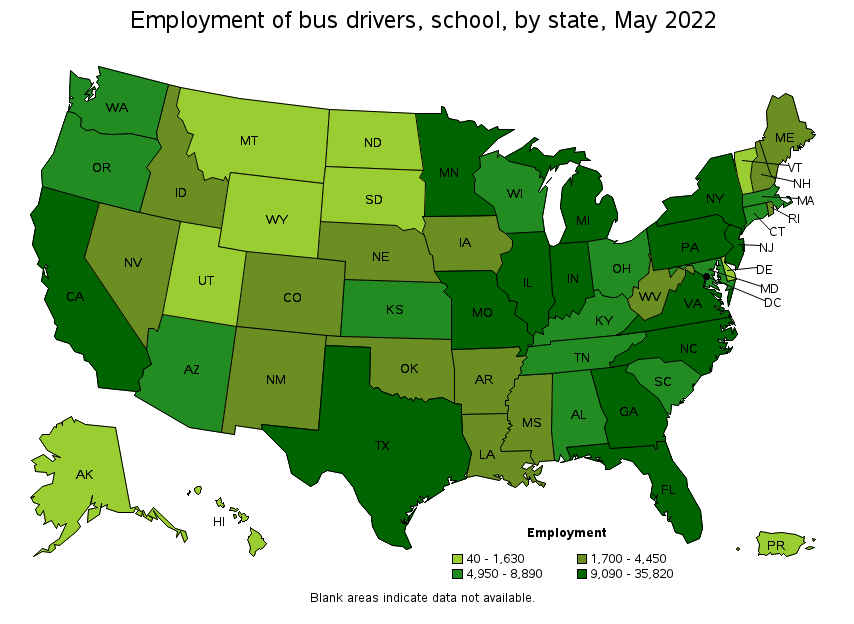 Employment of bus drivers, school, by state, May 2022
WA
MT
ND
MN
ME
OR
ID
SD
WI
VT
NH
WY
MI
NY
MA
RI
CT
NV
UT
NE
IA
PA
NJ
CA
CO
IL
IN
OH
DE
WV
MD
KS
MO
KY
VA
DC
AZ
NM
OK
AR
TN
NC
SC
MS
AL
GA
TX
LA
AK
FL
HI
PR
Employment
40 - 1,630 1,700 - 4,450
4,950 - 8,890 9,090 - 35,820
Blank areas indicate data not available.